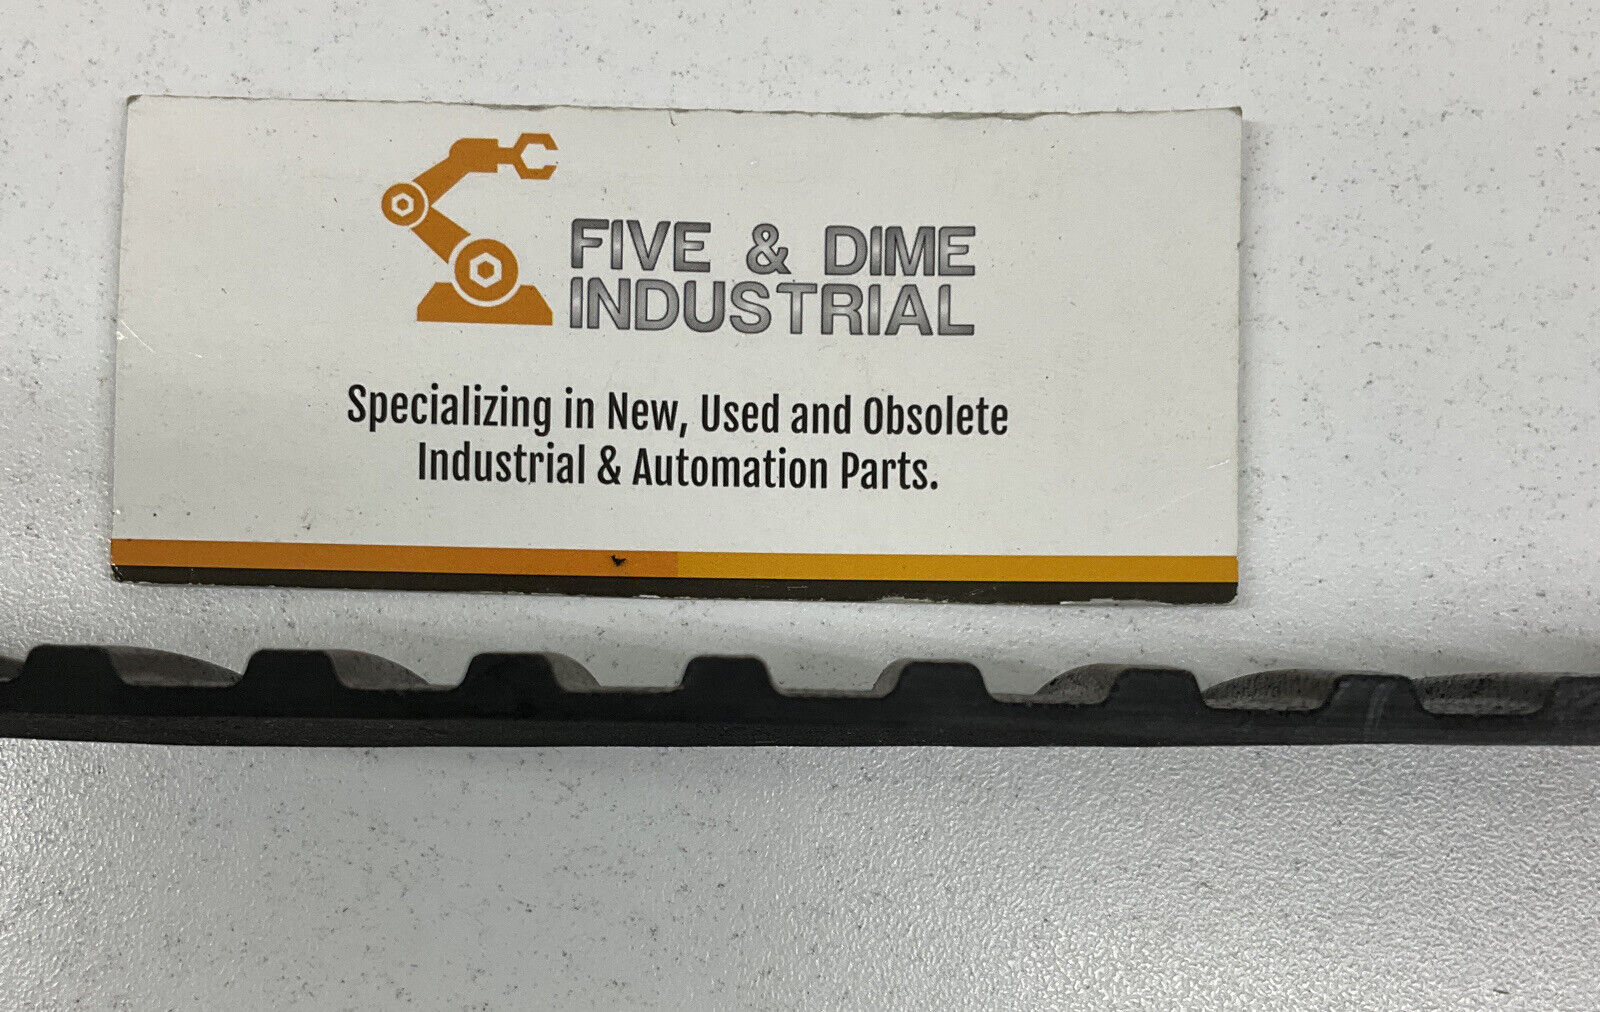 FIVE & DIME
INDUSTRIAL
Specializing in New, Used and Obsolete
Industrial & Automation Parts.